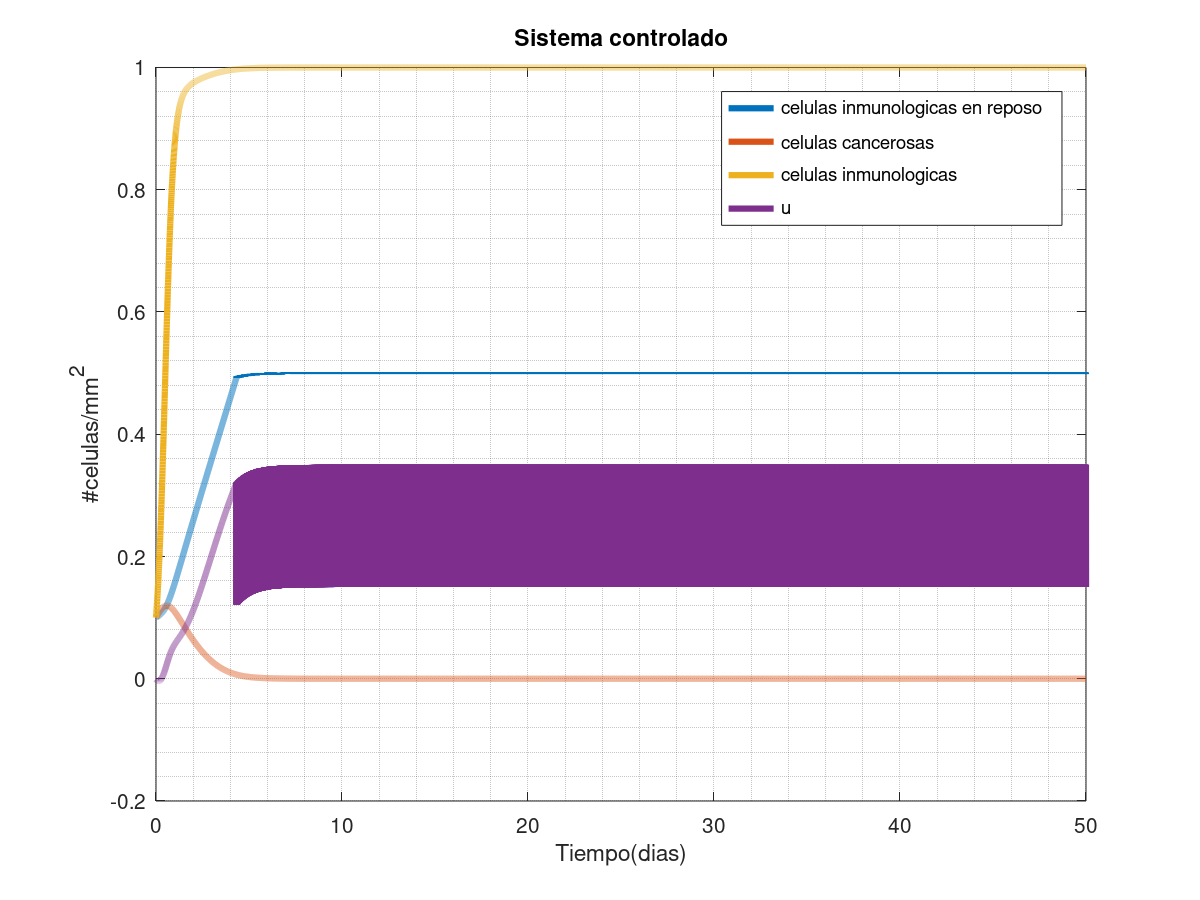 Sistema controlado
celulas inmunologicas en reposo
celulas cancerosas
celulas inmunologicas
u
1
0.8
0.6
0.4
0.2
0
-0.2
#celulas/mm2
0
10
20
30
40
50
Tiempo(dias)